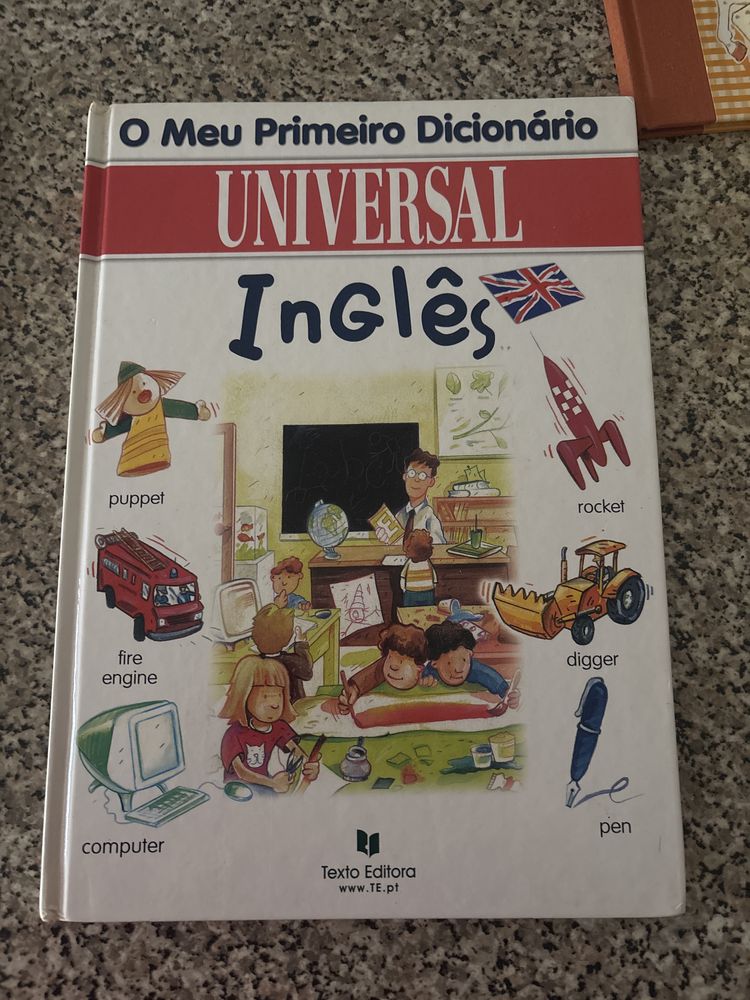 O Meu Primeiro Dicionário
UNIVERSAL
Inglês
puppet
rocket
fire
engine
digger
computer
pen
Texto Editora
www.TE.pt